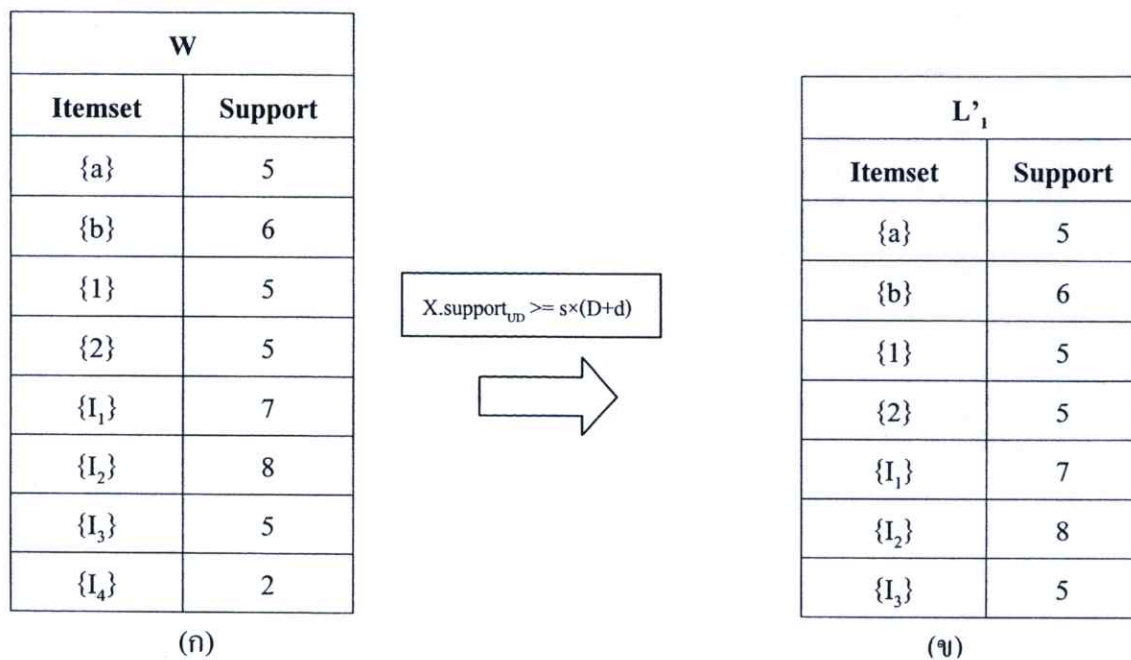 W
Itemset Support
{a} 5
{b} 6
{1} 5
{2} 5
{I₁} 7
{I₂} 8
{I₃} 5
{I₄} 2
(ก)
X.support_UD >= s×(D+d)
L’₁
Itemset Support
{a} 5
{b} 6
{1} 5
{2} 5
{I₁} 7
{I₂} 8
{I₃} 5
(ข)